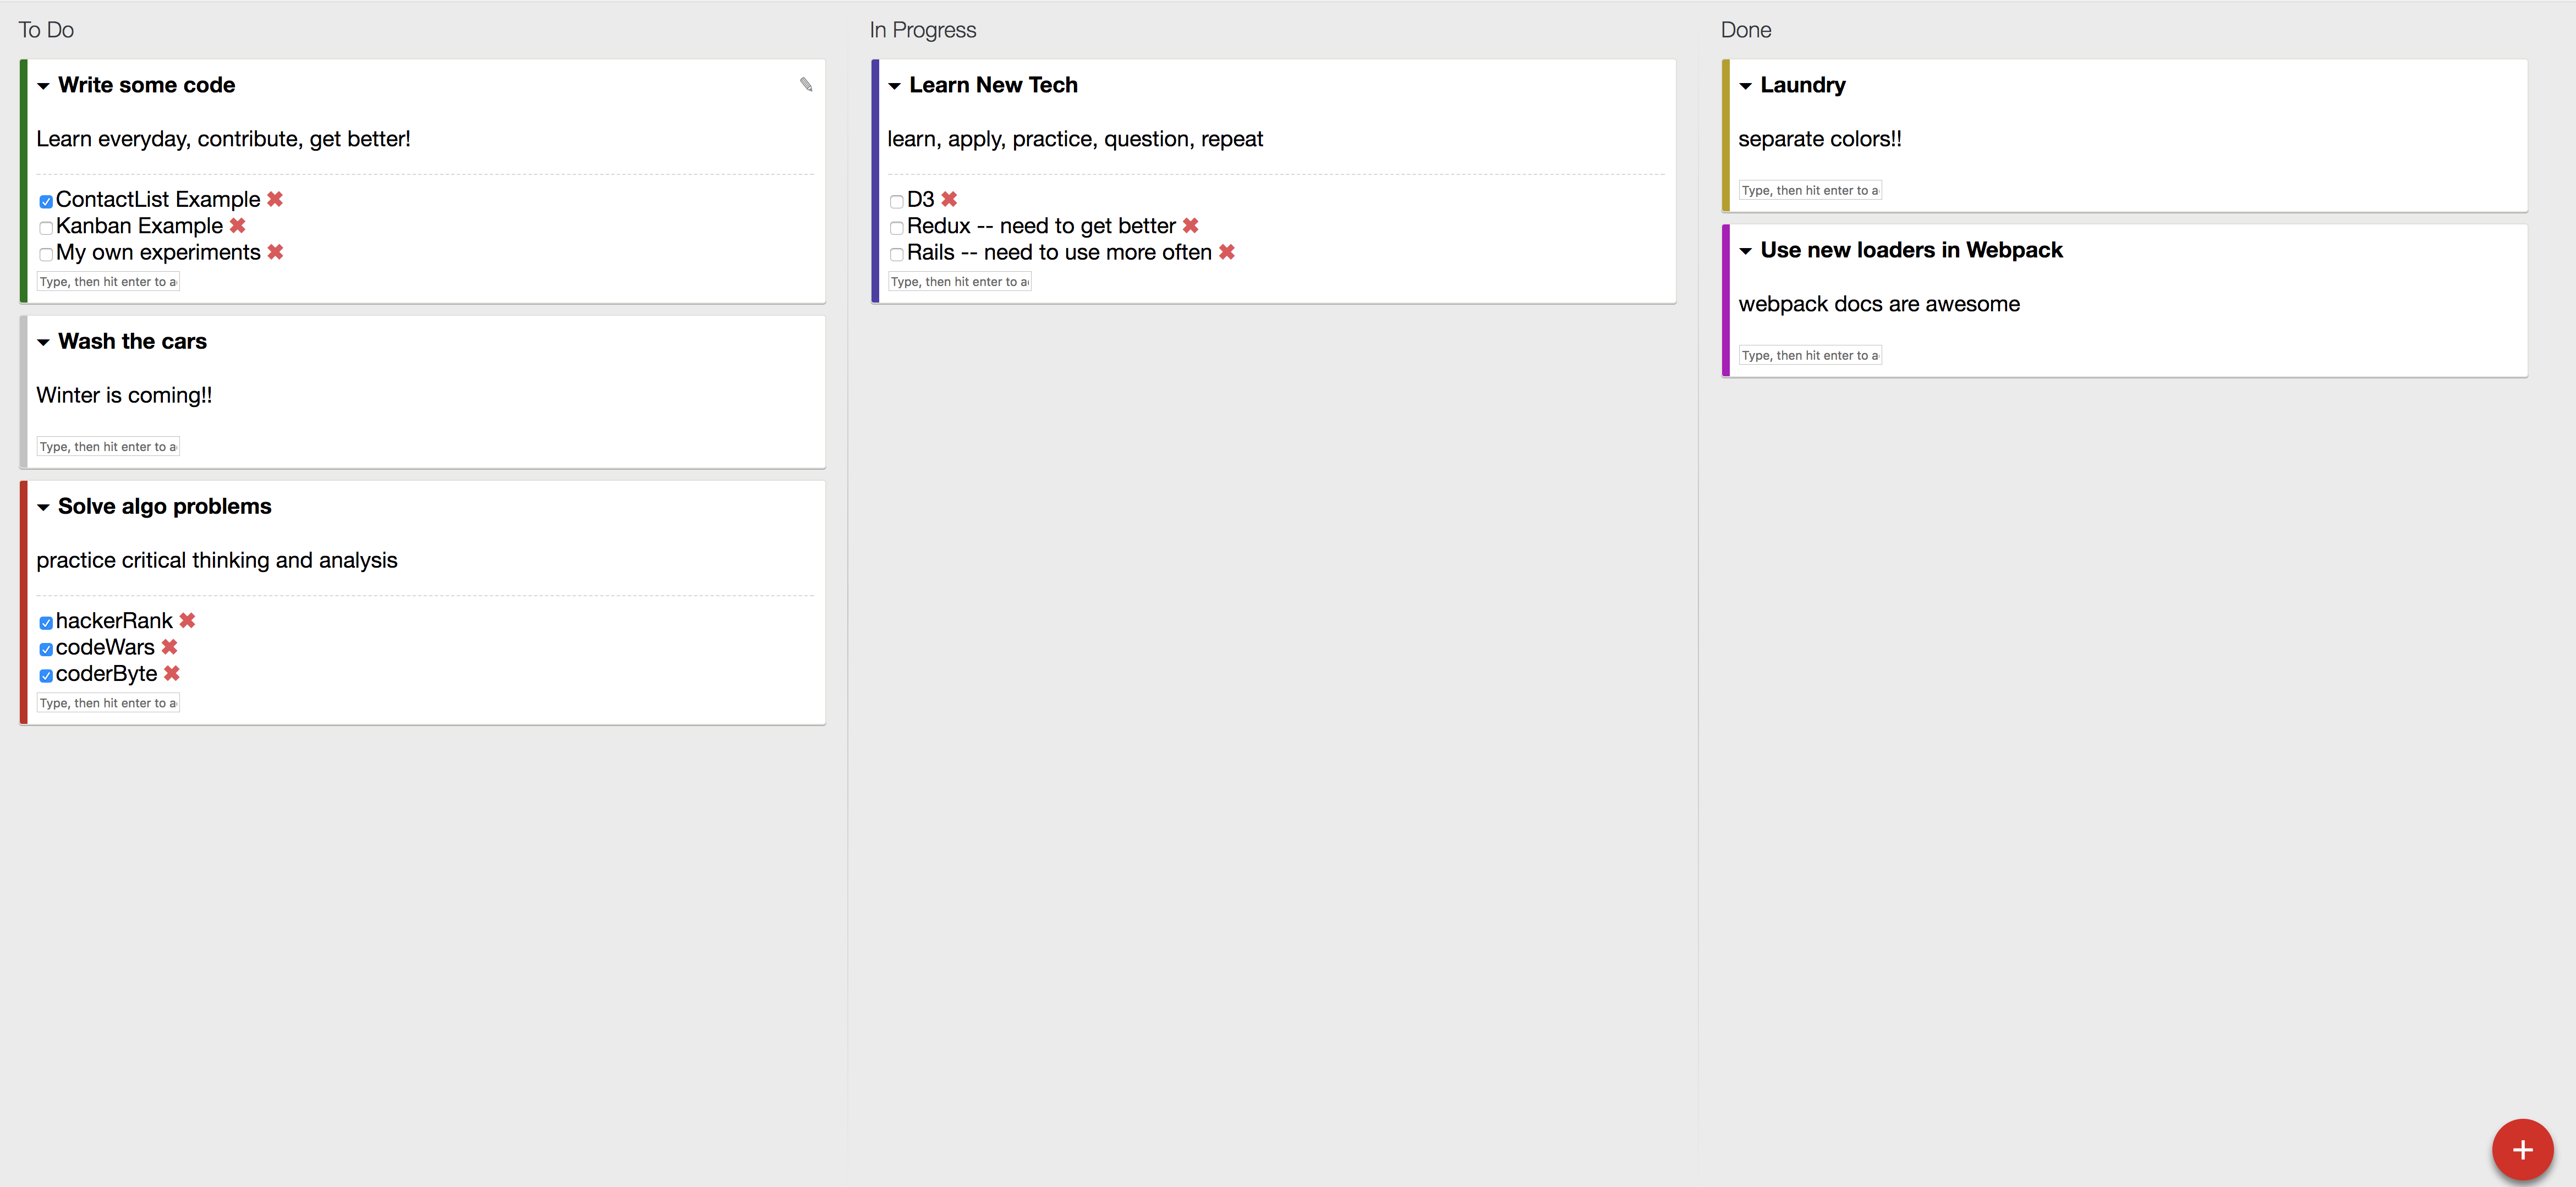 To Do
Write some code
Learn everyday, contribute, get better!
ContactList Example
Kanban Example
My own experiments
Type, then hit enter to a
Wash the cars
Winter is coming!!
Type, then hit enter to a
Solve algo problems
practice critical thinking and analysis
hackerRank
codeWars
coderByte
Type, then hit enter to a
In Progress
Learn New Tech
learn, apply, practice, question, repeat
D3
Redux -- need to get better
Rails -- need to use more often
Type, then hit enter to a
Done
Laundry
separate colors!!
Type, then hit enter to a
Use new loaders in Webpack
webpack docs are awesome
Type, then hit enter to a